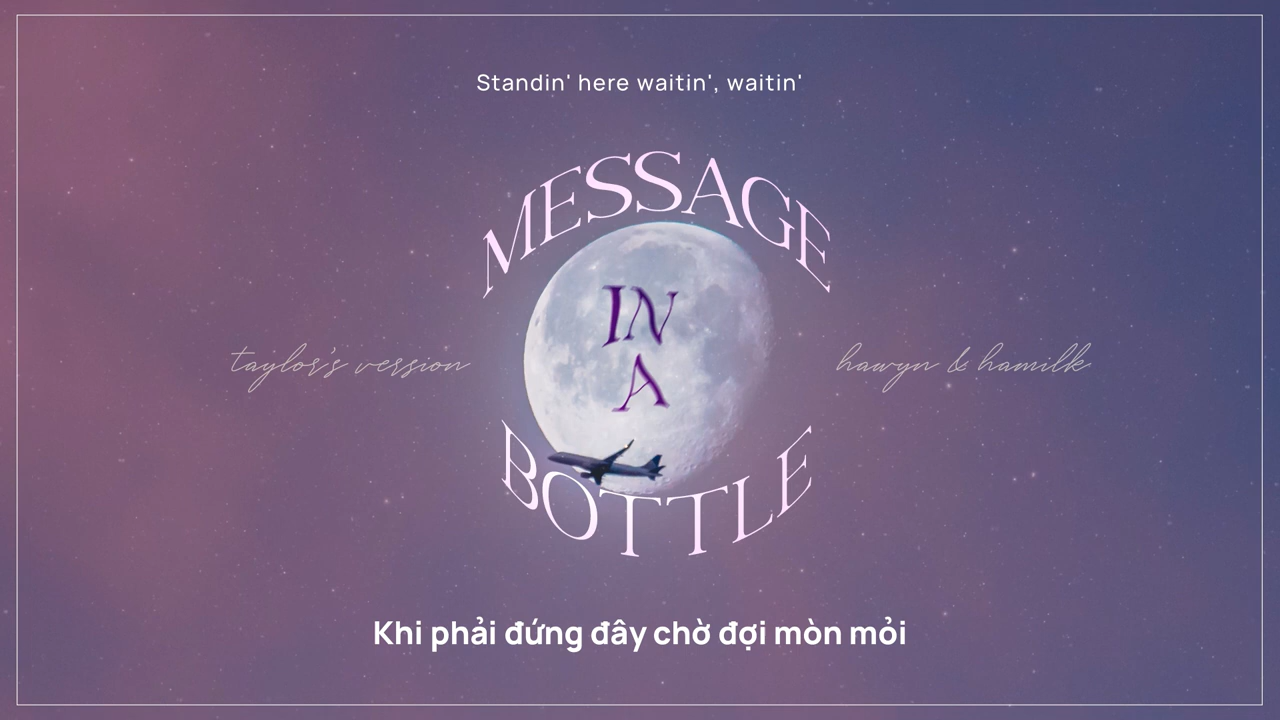 Standin' here waitin', waitin'
MESSAGE
IN
A
taylor's version
hawyn & hamilk
BOTTLE
Khi phải đứng đây chờ đợi mòn mỏi